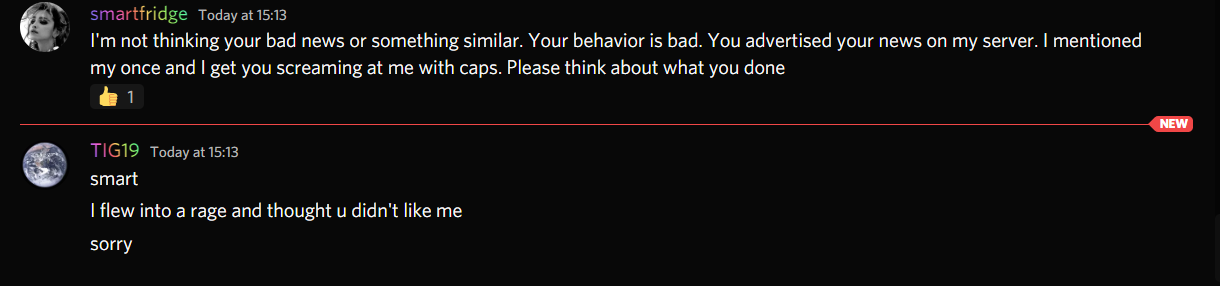 smartfridge Today at 15:13
I'm not thinking your bad news or something similar. Your behavior is bad. You advertised your news on my server. I mentioned
my once and I get you screaming at me with caps. Please think about what you done
👍 1
NEW
TIG19 Today at 15:13
smart
I flew into a rage and thought u didn't like me
sorry